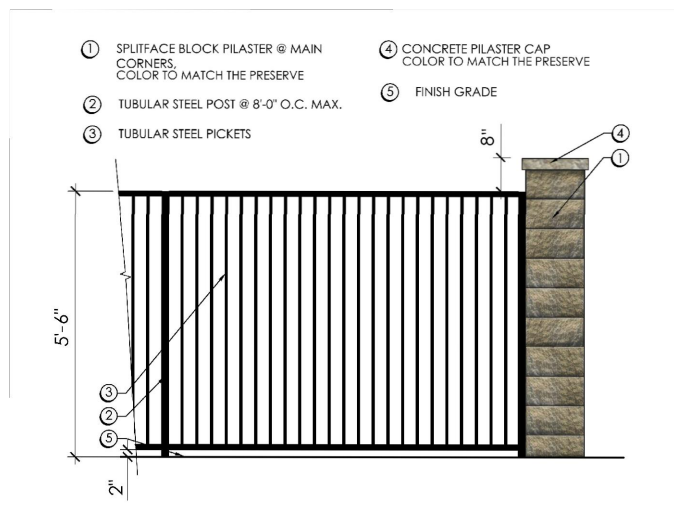 1 SPLITFACE BLOCK PILASTER @ MAIN
CORNERS,
COLOR TO MATCH THE PRESERVE
2 TUBULAR STEEL POST @ 8'-0" O.C. MAX.
3 TUBULAR STEEL PICKETS
4 CONCRETE PILASTER CAP
COLOR TO MATCH THE PRESERVE
5 FINISH GRADE
8"
4
1
5'-6"
3
2
5
2"